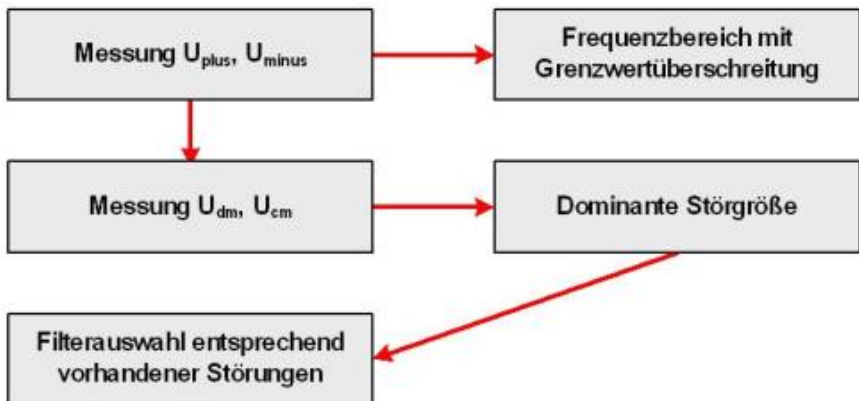 Messung Uplus, Uminus
Frequenzbereich mit
Grenzwertüberschreitung
Messung Udm, Ucm
Dominante Störgröße
Filterauswahl entsprechend
vorhandener Störungen